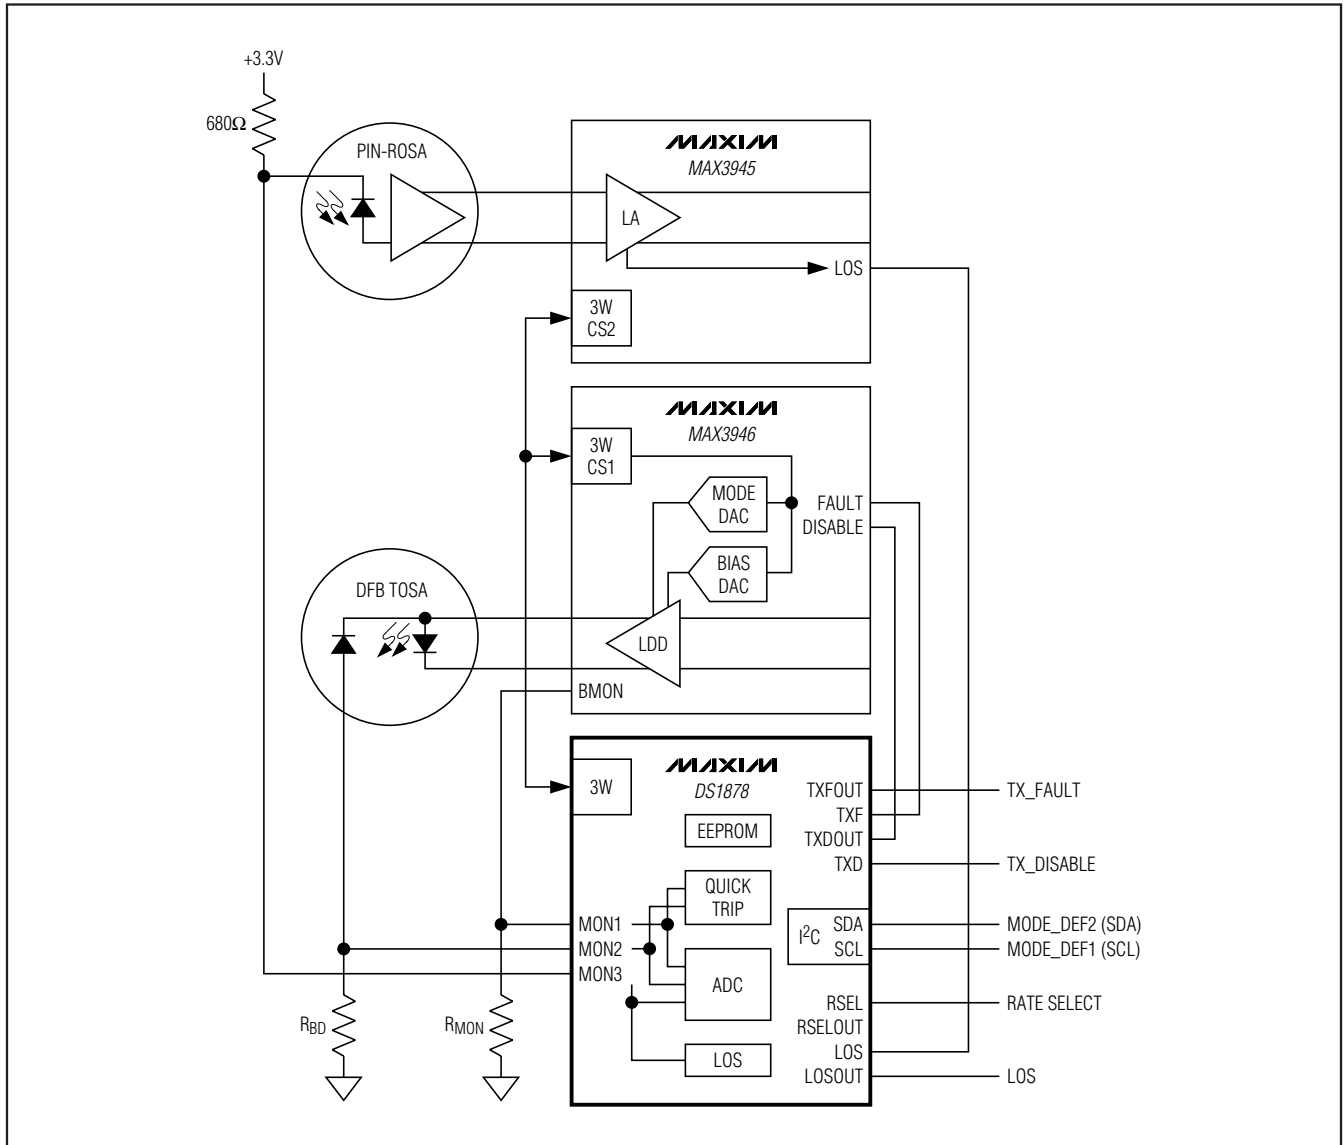 +3.3V
680Ω
PIN-ROSA
MAXIM
MAX3945
LA
LOS
3W
CS2
MAXIM
MAX3946
3W
CS1
MODE
DAC
FAULT
DISABLE
BIAS
DAC
DFB TOSA
LDD
BMON
MAXIM
DS1878
3W
EEPROM
QUICK
TRIP
MON1
MON2
MON3
ADC
LOS
TXFOUT
TXF
TXDOUT
TXD
I²C
SDA
SCL
RSEL
RSELOUT
LOS
LOSOUT
TX_FAULT
TX_DISABLE
MODE_DEF2 (SDA)
MODE_DEF1 (SCL)
RATE SELECT
LOS
RBD
RMON